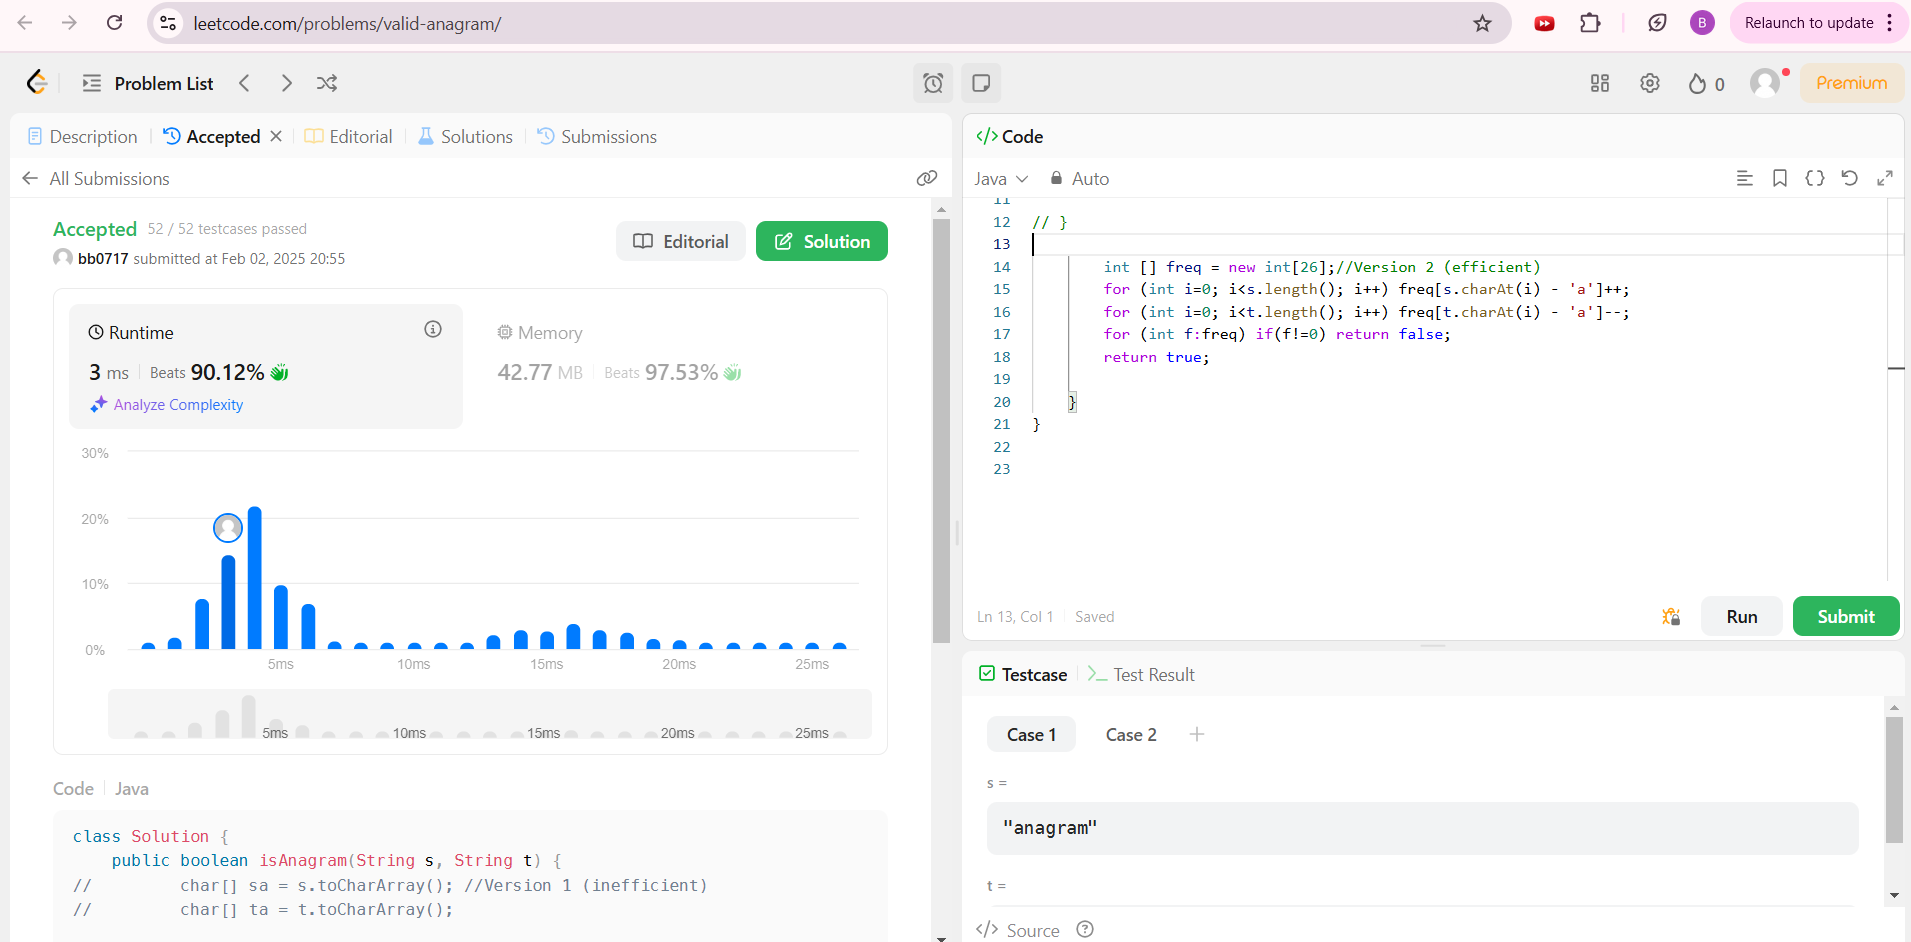 leetcode.com/problems/valid-anagram/
B
Relaunch to update
Problem List
0
Premium
Description
Accepted
Editorial
Solutions
Submissions
All Submissions
Accepted 52 / 52 testcases passed
bb0717 submitted at Feb 02, 2025 20:55
Editorial
Solution
Runtime
3 ms Beats 90.12%
Analyze Complexity
Memory
42.77 MB Beats 97.53%
30%
20%
10%
0%
5ms 10ms 15ms 20ms 25ms
5ms 10ms 15ms 20ms 25ms
Code Java
class Solution {
public boolean isAnagram(String s, String t) {
// char[] sa = s.toCharArray(); //Version 1 (inefficient)
// char[] ta = t.toCharArray();
</> Code
Java Auto
11
12 // }
13
14 int [] freq = new int[26];//Version 2 (efficient)
15 for (int i=0; i<s.length(); i++) freq[s.charAt(i) - 'a']++;
16 for (int i=0; i<t.length(); i++) freq[t.charAt(i) - 'a']--;
17 for (int f:freq) if(f!=0) return false;
18 return true;
19
20 }
21 }
22
23
Ln 13, Col 1 Saved
Run
Submit
Testcase
Test Result
Case 1 Case 2 +
s =
"anagram"
t =
</> Source